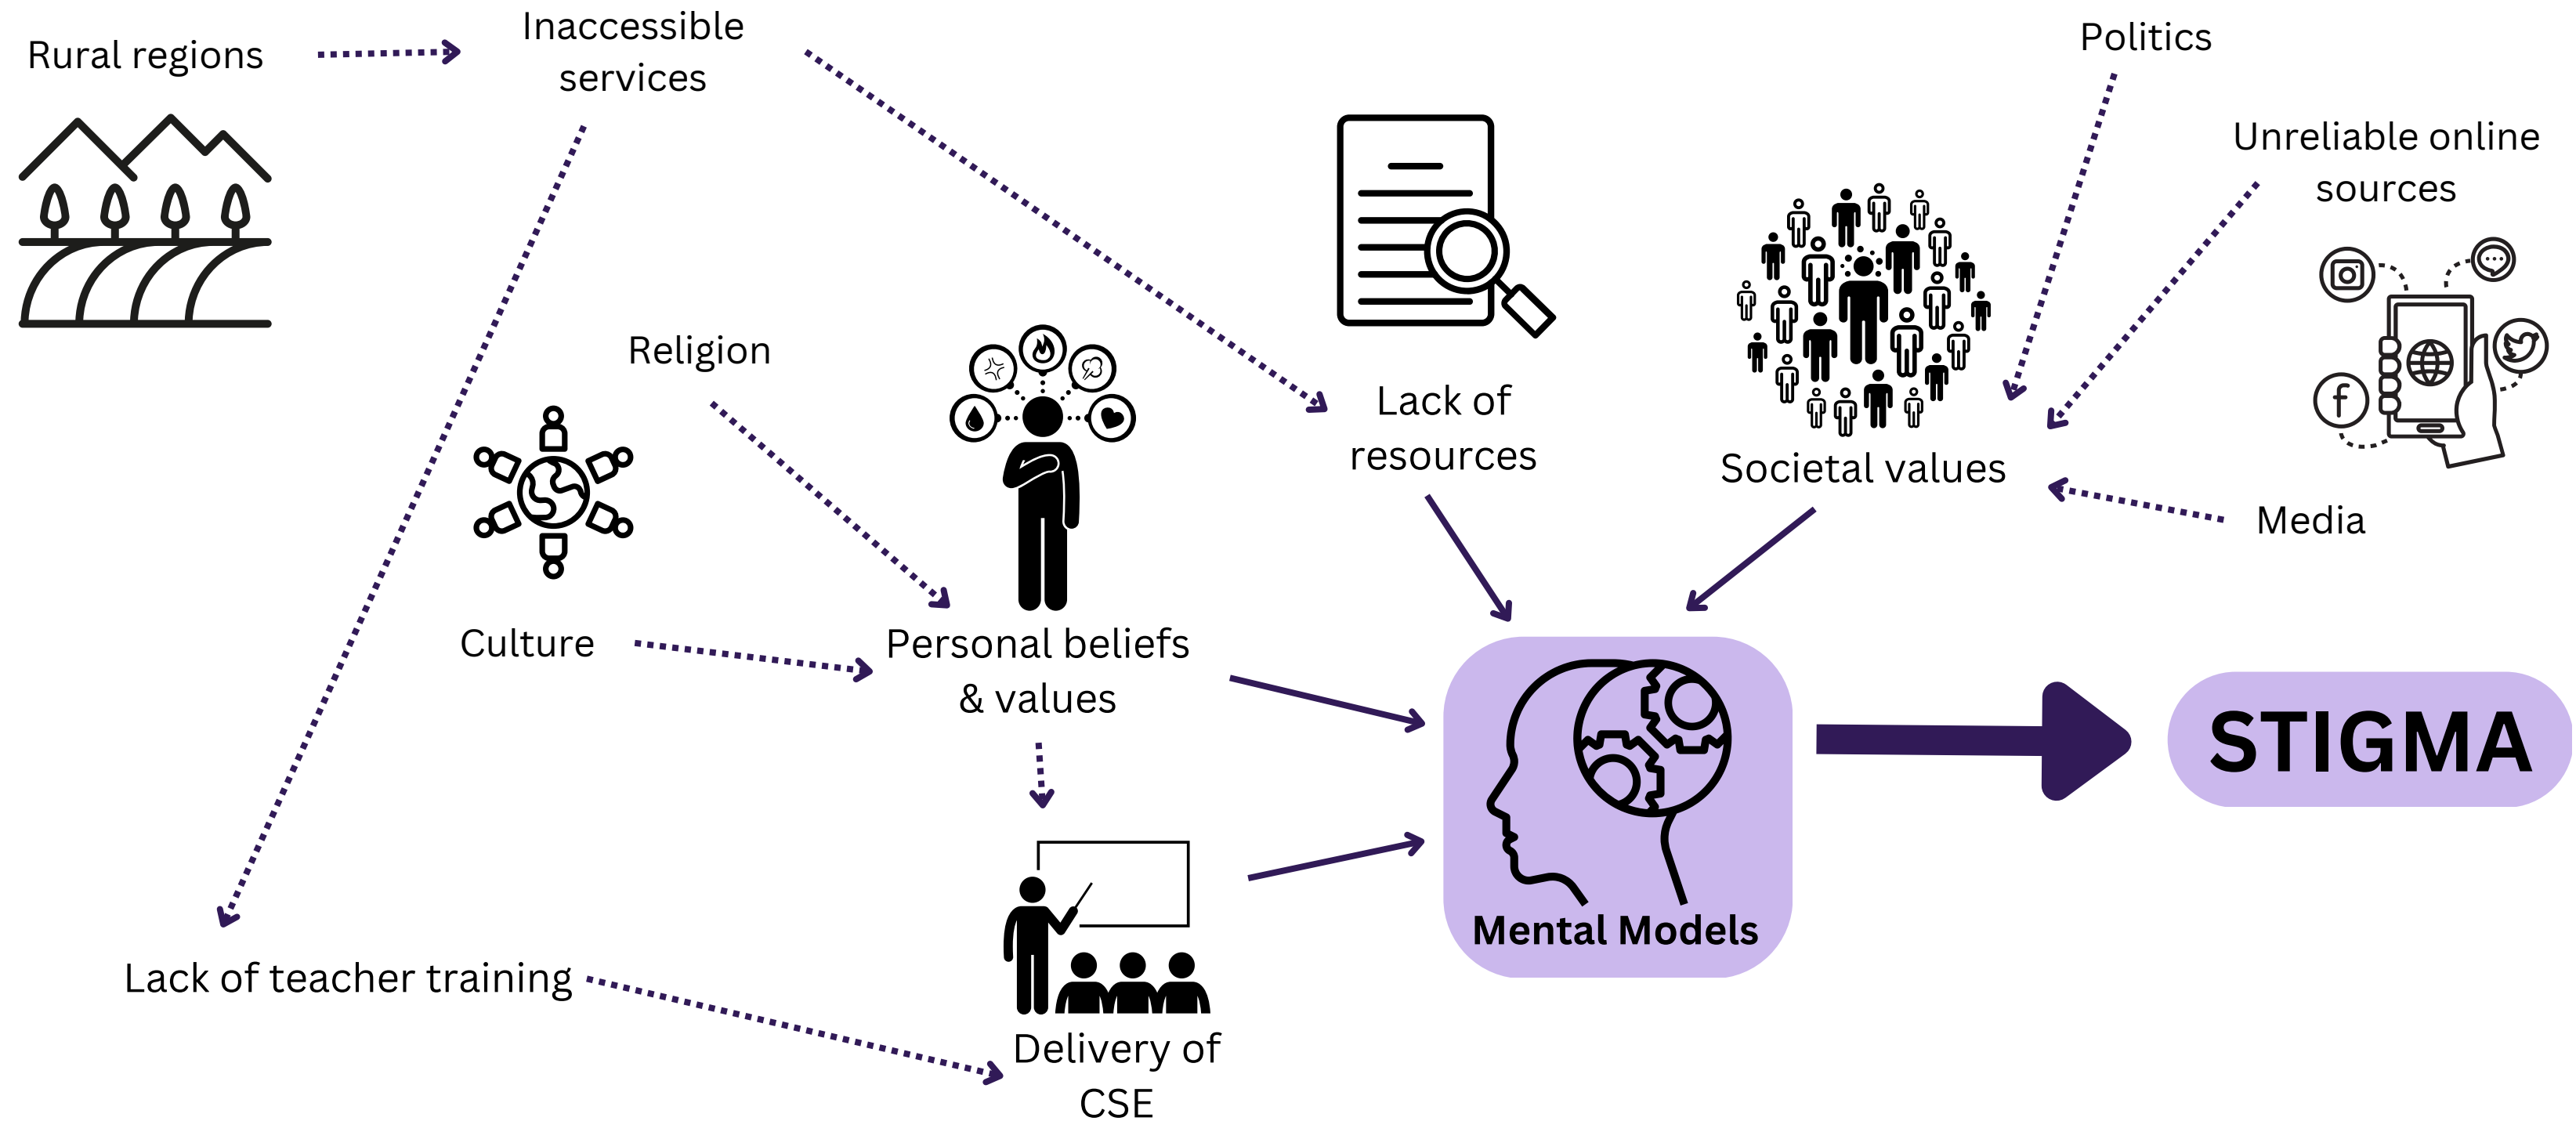 Rural regions
Inaccessible
services
Politics
Unreliable online
sources
Religion
Lack of
resources
Societal values
Media
Culture
Personal beliefs
& values
STIGMA
Mental Models
Lack of teacher training
Delivery of
CSE